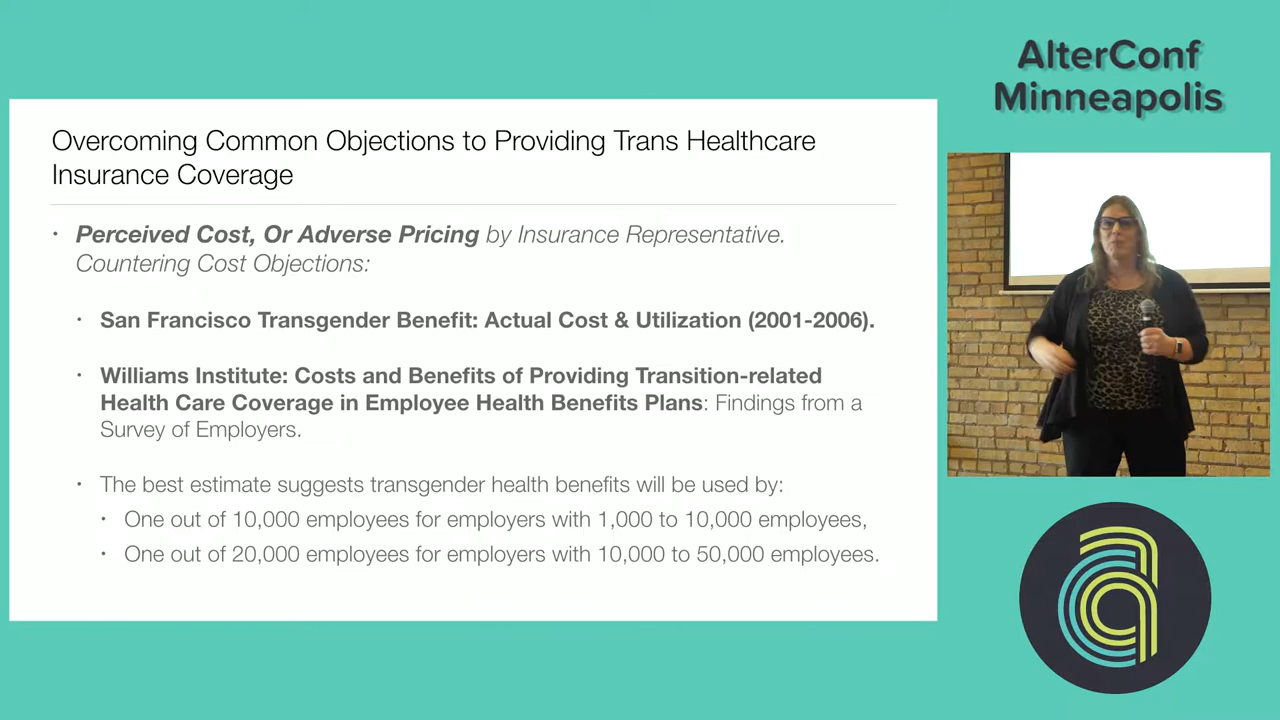 AlterConf
Minneapolis
Overcoming Common Objections to Providing Trans Healthcare
Insurance Coverage
• Perceived Cost, Or Adverse Pricing by Insurance Representative.
Countering Cost Objections:
• San Francisco Transgender Benefit: Actual Cost & Utilization (2001-2006).
• Williams Institute: Costs and Benefits of Providing Transition-related
Health Care Coverage in Employee Health Benefits Plans: Findings from a
Survey of Employers.
• The best estimate suggests transgender health benefits will be used by:
• One out of 10,000 employees for employers with 1,000 to 10,000 employees,
• One out of 20,000 employees for employers with 10,000 to 50,000 employees.